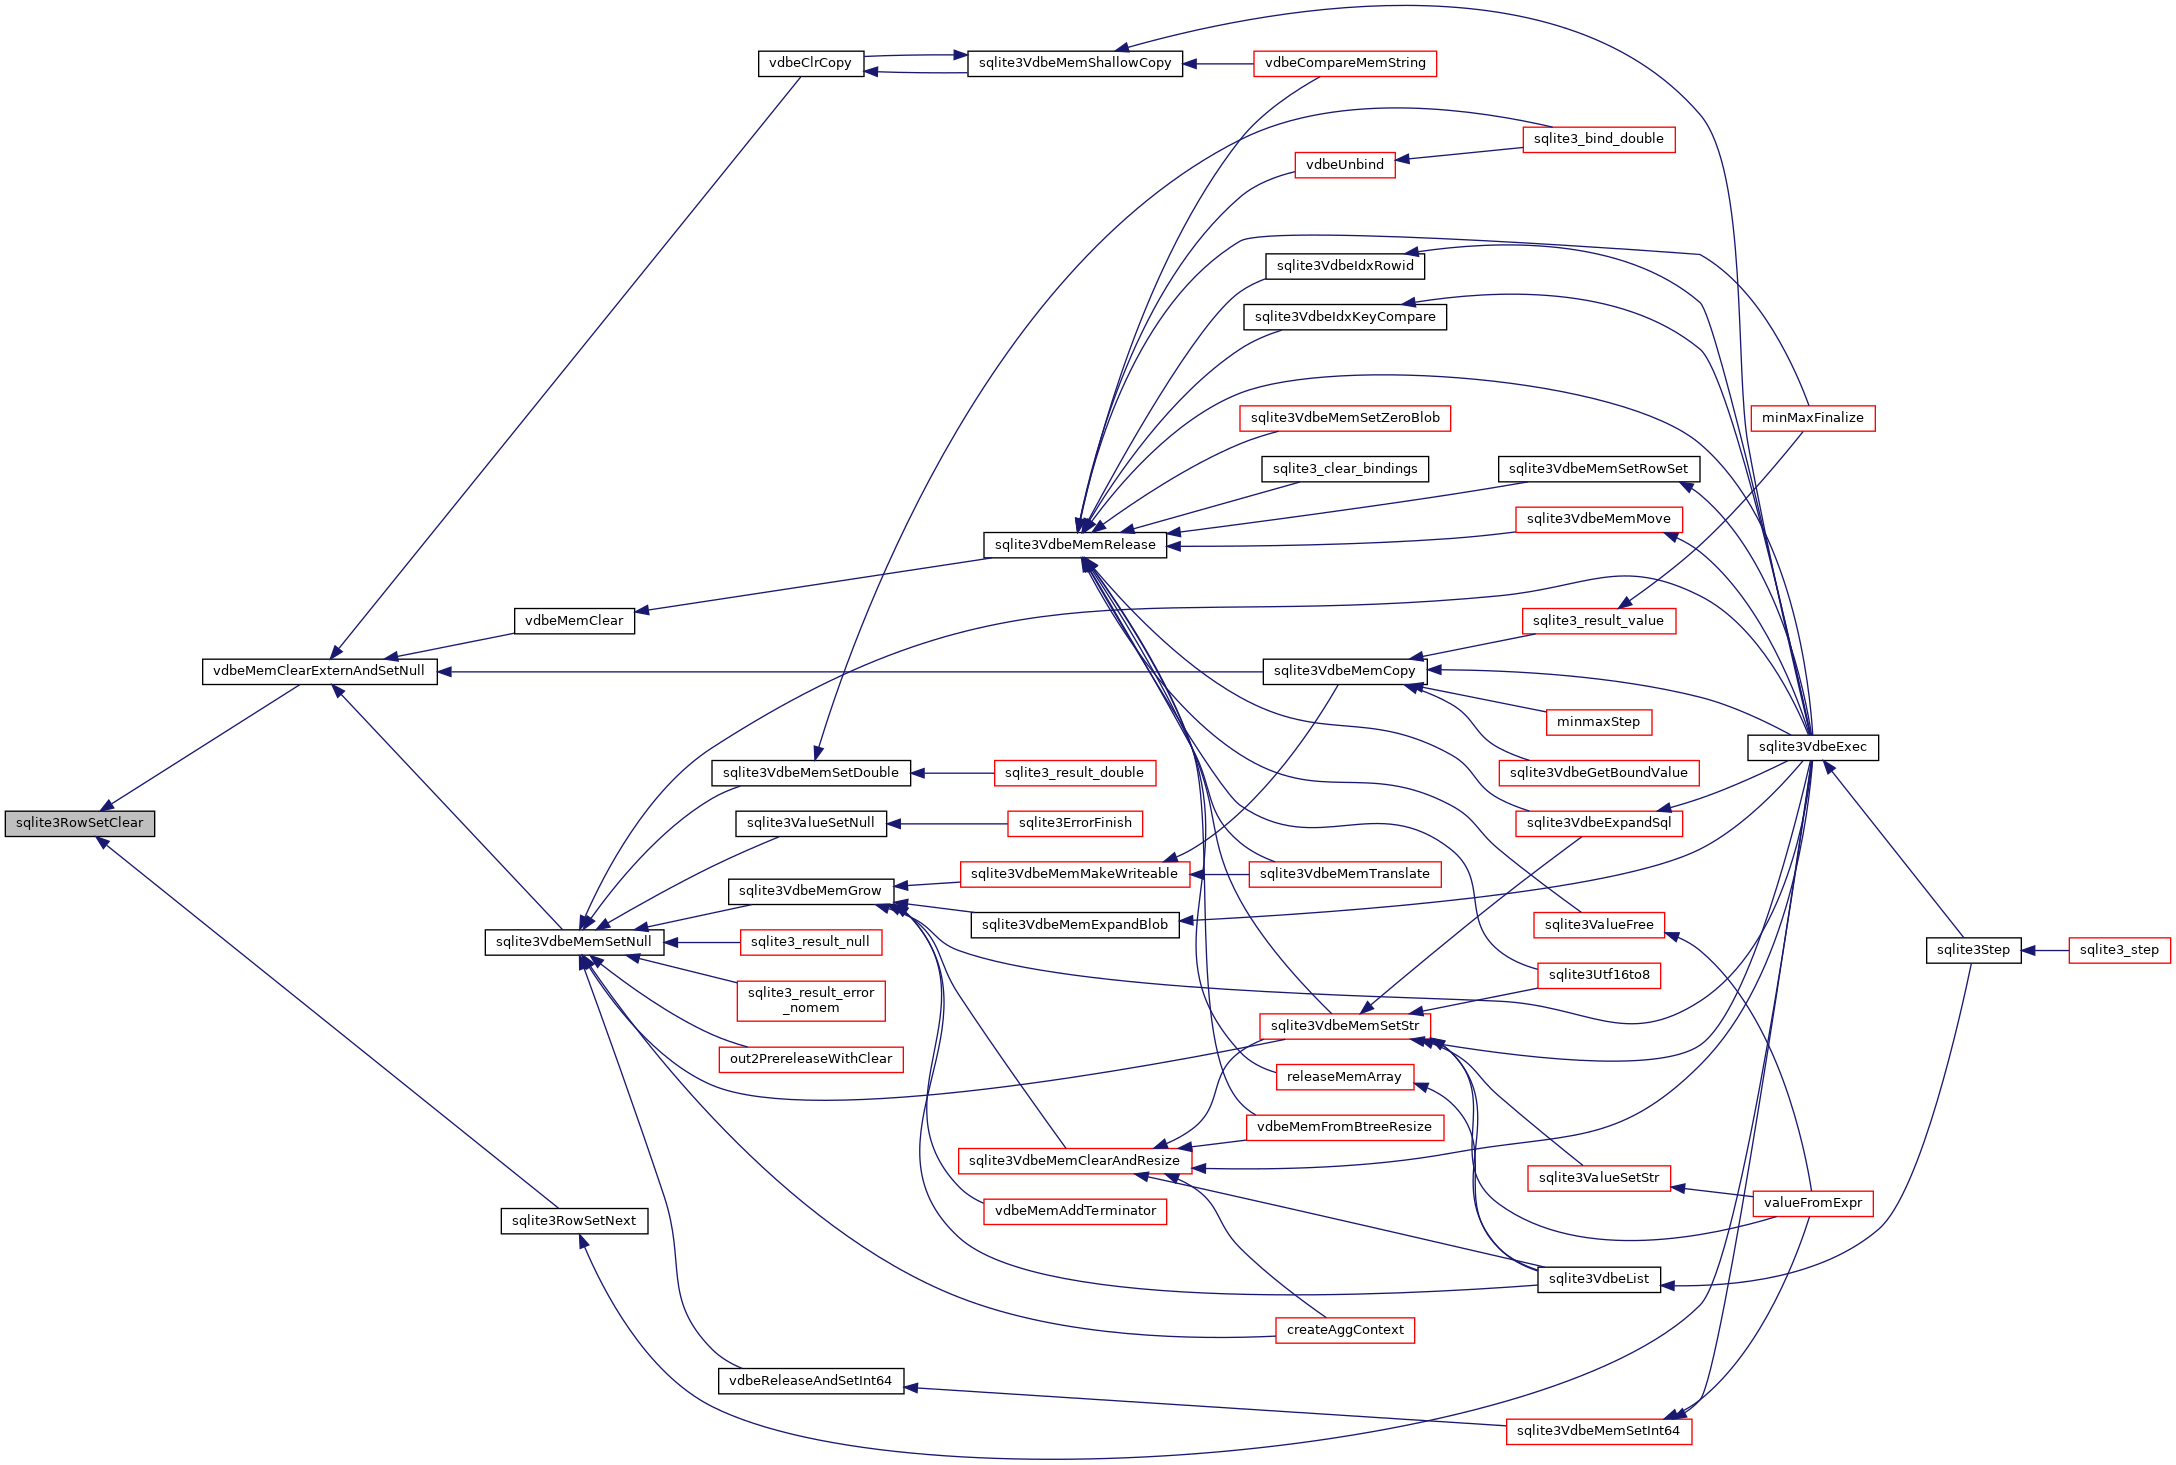 vdbeClrCopy
sqlite3VdbeMemShallowCopy
vdbeCompareMemString
sqlite3_bind_double
vdbeUnbind
sqlite3VdbeIdxRowid
sqlite3VdbeIdxKeyCompare
sqlite3VdbeMemSetZeroBlob
minMaxFinalize
sqlite3_clear_bindings
sqlite3VdbeMemSetRowSet
sqlite3VdbeMemMove
sqlite3VdbeMemRelease
vdbeMemClear
sqlite3_result_value
vdbeMemClearExternAndSetNull
sqlite3VdbeMemCopy
minmaxStep
sqlite3VdbeExec
sqlite3VdbeMemSetDouble
sqlite3_result_double
sqlite3VdbeGetBoundValue
sqlite3RowSetClear
sqlite3ValueSetNull
sqlite3ErrorFinish
sqlite3VdbeExpandSql
sqlite3VdbeMemMakeWriteable
sqlite3VdbeMemTranslate
sqlite3VdbeMemGrow
sqlite3VdbeMemExpandBlob
sqlite3ValueFree
sqlite3VdbeMemSetNull
sqlite3_result_null
sqlite3Step
sqlite3_step
sqlite3Utf16to8
sqlite3_result_error
_nomem
sqlite3VdbeMemSetStr
out2PrereleaseWithClear
releaseMemArray
vdbeMemFromBtreeResize
sqlite3VdbeMemClearAndResize
sqlite3ValueSetStr
valueFromExpr
vdbeMemAddTerminator
sqlite3RowSetNext
sqlite3VdbeList
createAggContext
vdbeReleaseAndSetInt64
sqlite3VdbeMemSetInt64